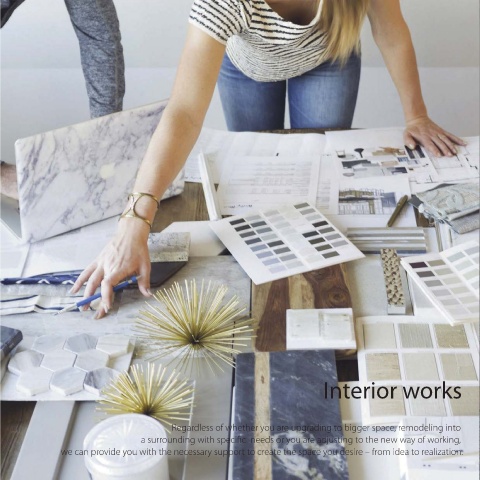 Interior works
Regardless of whether you are upgrading to bigger space, remodeling into
a surrounding with specific needs or you are adjusting to the new way of working,
we can provide you with the necessary support to create the space you desire – from idea to realization.